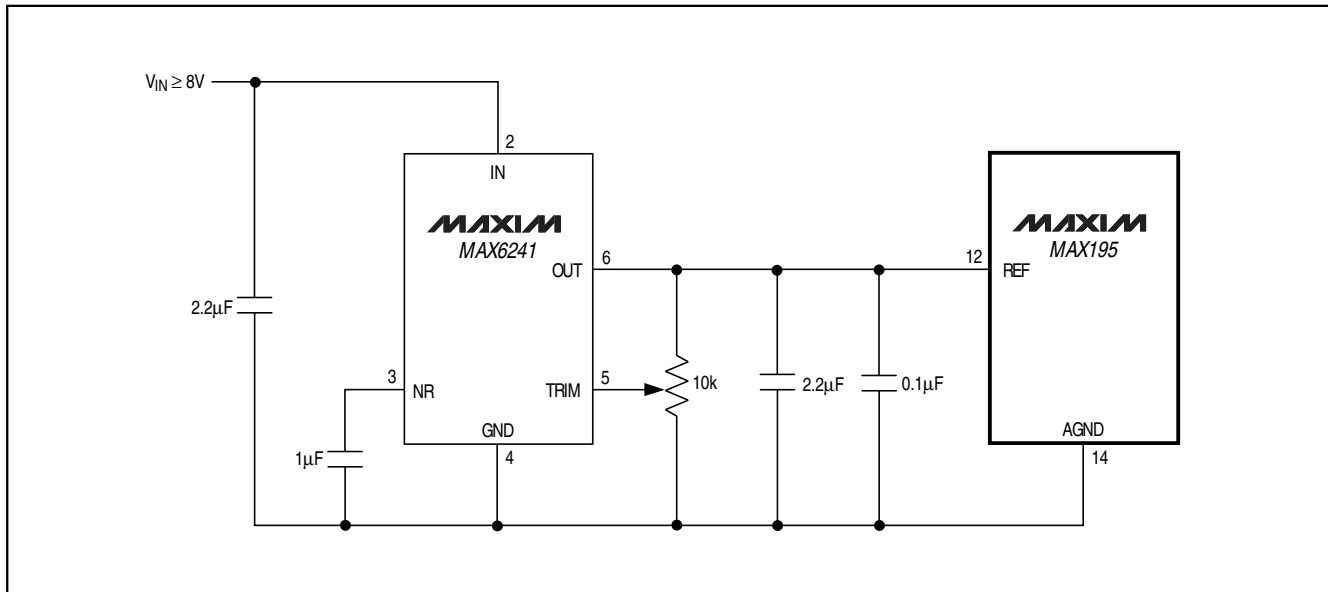 VIN ≥ 8V
2
IN
MAXIM
MAX6241
OUT
6
2.2µF
3
NR
TRIM
5
10k
2.2µF
0.1µF
GND
4
1µF
12
REF
MAXIM
MAX195
AGND
14